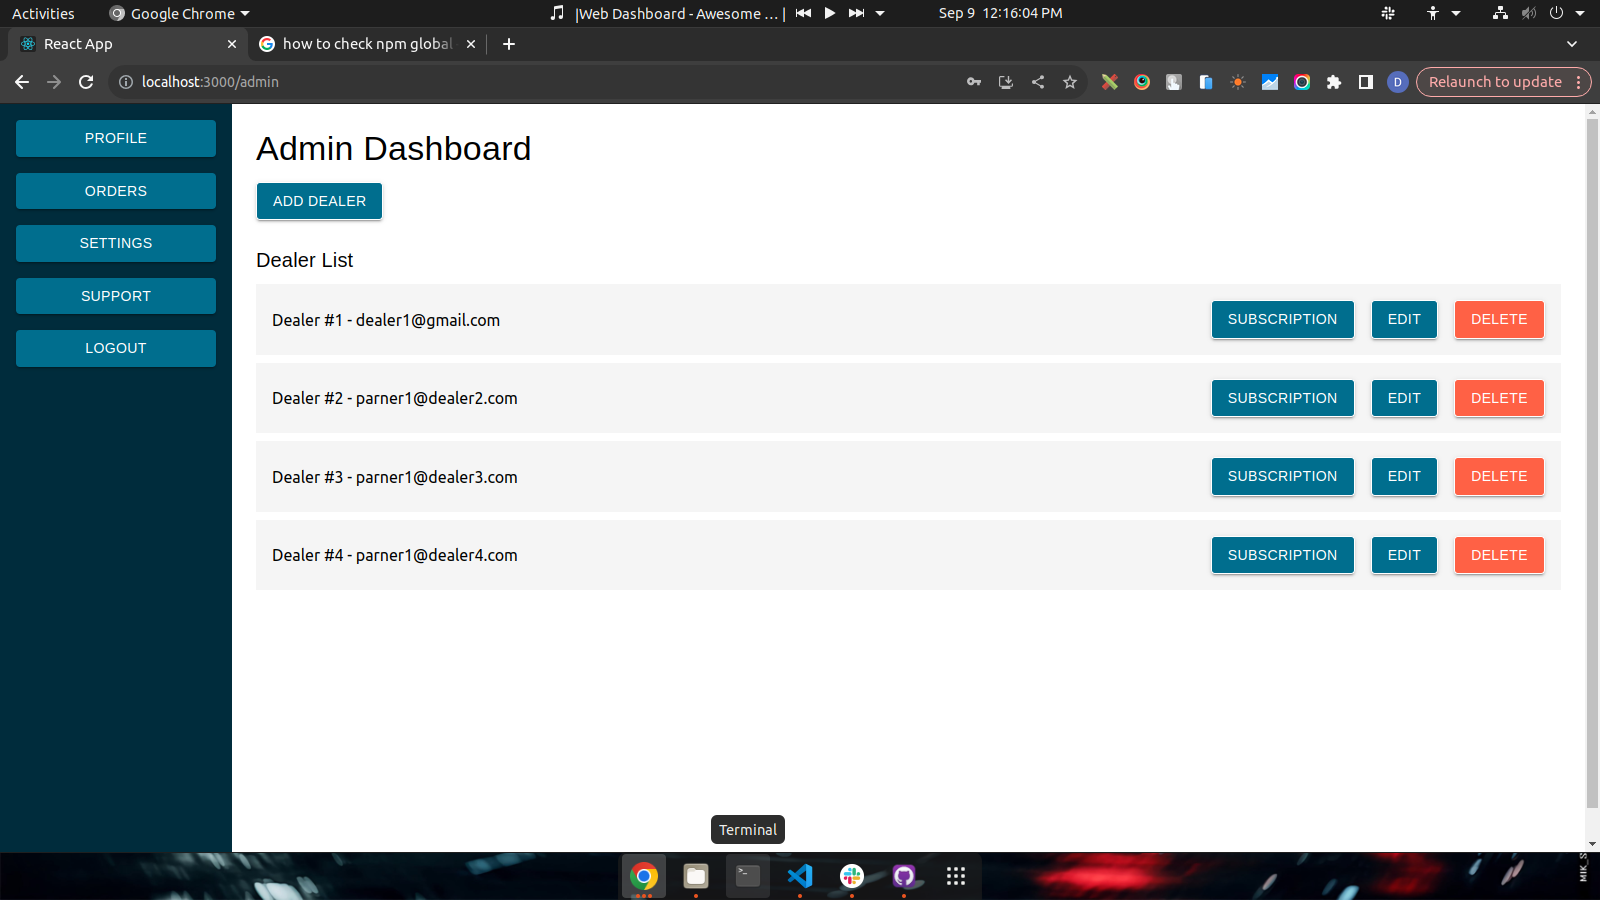 Activities
Google Chrome
|Web Dashboard - Awesome ... |
Sep 9 12:16:04 PM
React App
how to check npm global
localhost:3000/admin
D
Relaunch to update
PROFILE
ORDERS
SETTINGS
SUPPORT
LOGOUT
Admin Dashboard
ADD DEALER
Dealer List
Dealer #1 - dealer1@gmail.com
SUBSCRIPTION
EDIT
DELETE
Dealer #2 - parner1@dealer2.com
SUBSCRIPTION
EDIT
DELETE
Dealer #3 - parner1@dealer3.com
SUBSCRIPTION
EDIT
DELETE
Dealer #4 - parner1@dealer4.com
SUBSCRIPTION
EDIT
DELETE
Terminal
MIK_S